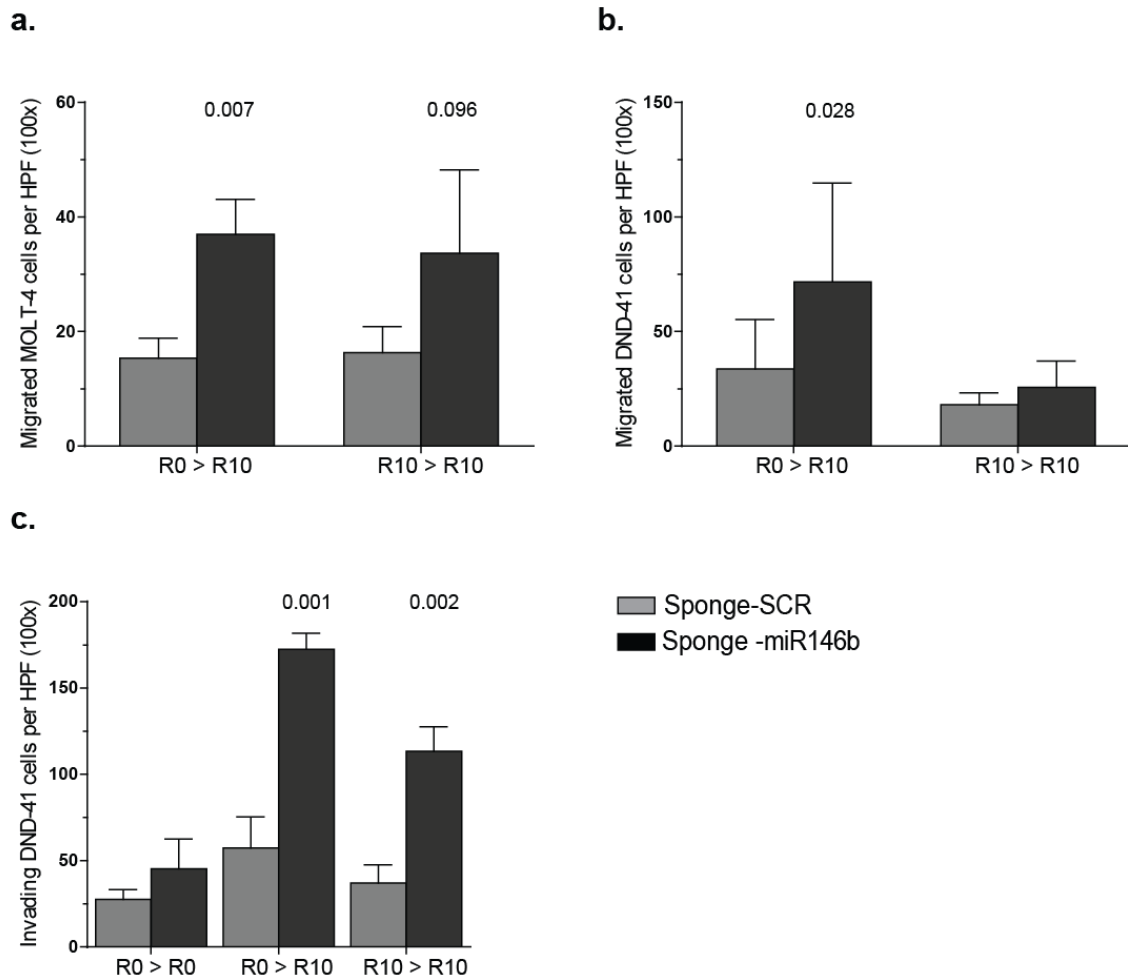 a.
Migrated MOLT-4 cells per HPF (100x)
60
40
20
0
0.007
0.096
R0 > R10
R10 > R10
b.
Migrated DND-41 cells per HPF (100x)
150
100
50
0
0.028
R0 > R10
R10 > R10
c.
Invading DND-41 cells per HPF (100x)
200
150
100
50
0
0.001
0.002
R0 > R0
R0 > R10
R10 > R10
Sponge-SCR
Sponge -miR146b